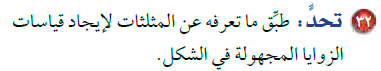 ٣٢ تحدٍّ: طبِّق ما تعرفه عن المثلثات لإيجاد قياسات
الزوايا المجهولة في الشكل.